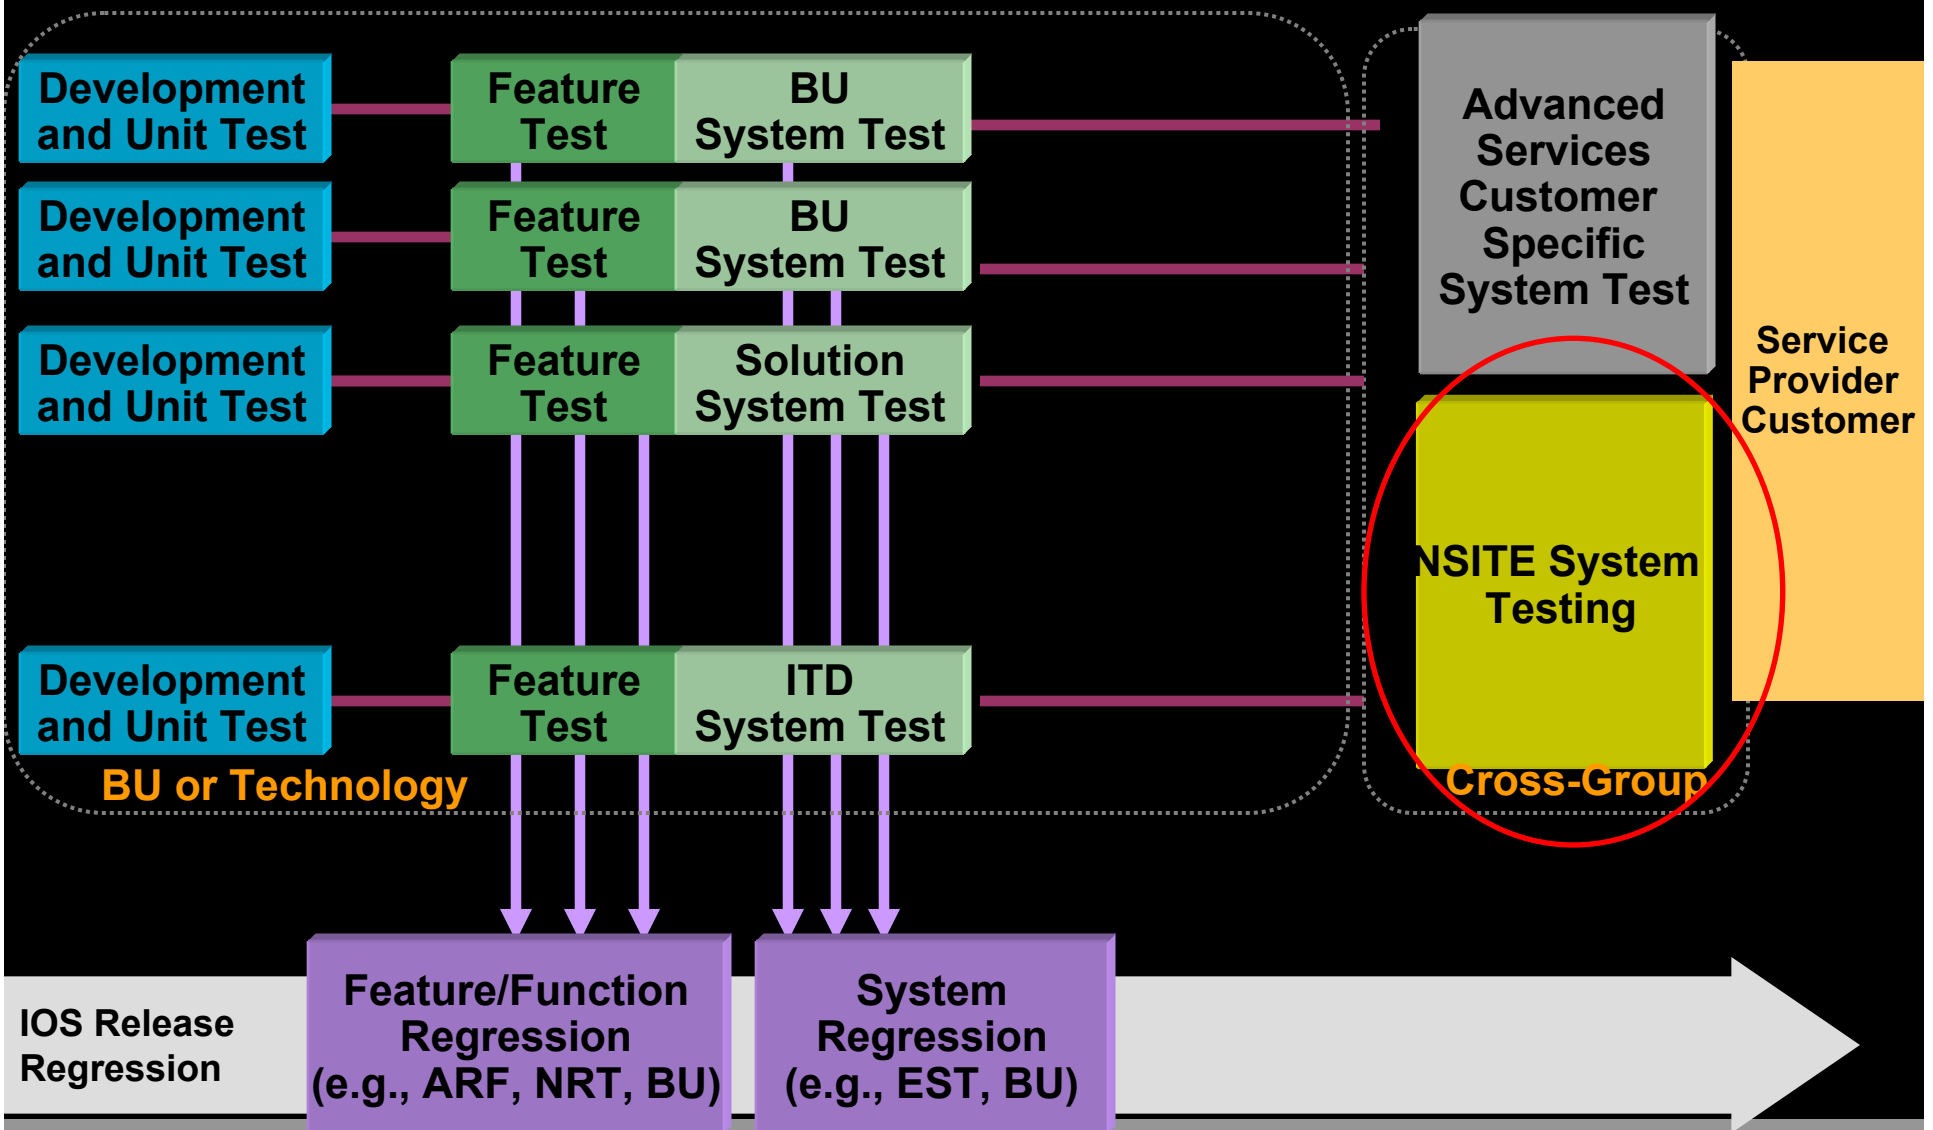 Development
and Unit Test
Feature
Test
BU
System Test
Development
and Unit Test
Feature
Test
BU
System Test
Development
and Unit Test
Feature
Test
Solution
System Test
Development
and Unit Test
Feature
Test
ITD
System Test
BU or Technology
Advanced
Services
Customer
Specific
System Test
NSITE System
Testing
Cross-Group
Service
Provider
Customer
IOS Release
Regression
Feature/Function
Regression
(e.g., ARF, NRT, BU)
System
Regression
(e.g., EST, BU)